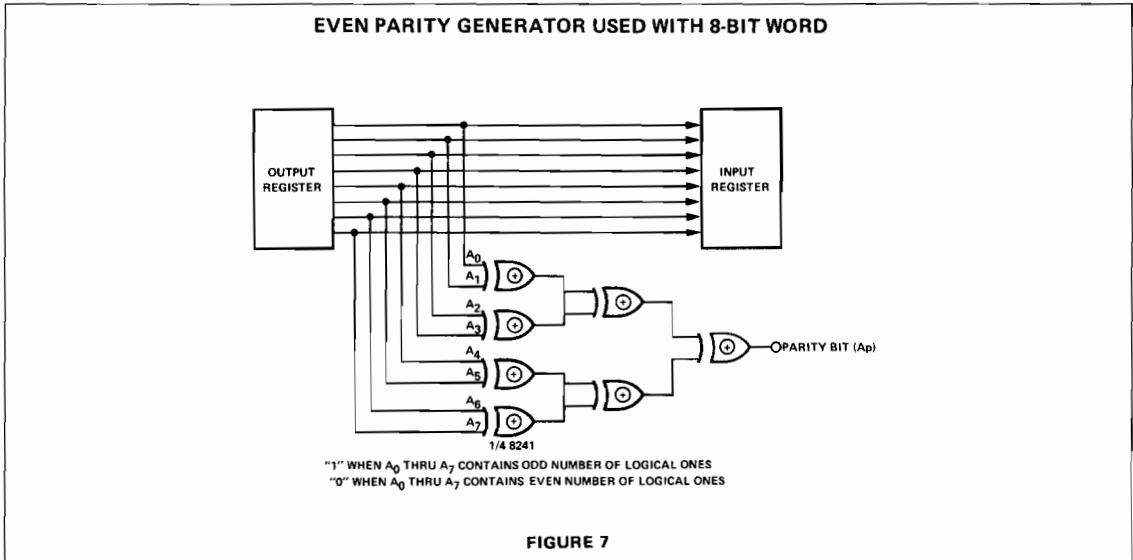 EVEN PARITY GENERATOR USED WITH 8-BIT WORD
OUTPUT
REGISTER
INPUT
REGISTER
A0
A1
A2
A3
A4
A5
A6
A7
1/4 8241
PARITY BIT (Ap)
"1" WHEN A0 THRU A7 CONTAINS ODD NUMBER OF LOGICAL ONES
"0" WHEN A0 THRU A7 CONTAINS EVEN NUMBER OF LOGICAL ONES
FIGURE 7